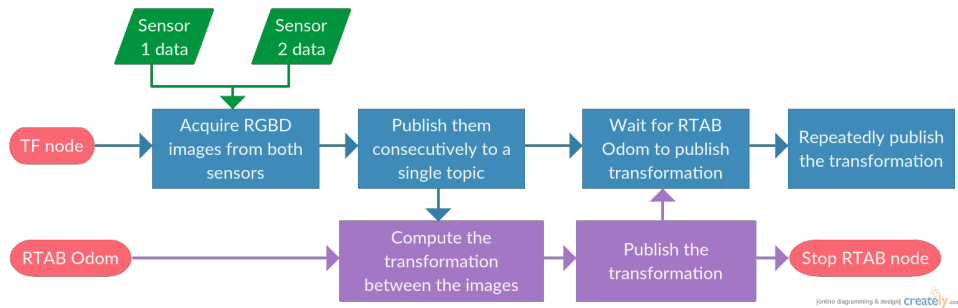 Sensor
1 data
Sensor
2 data
TF node
Acquire RGBD
images from both
sensors
Publish them
consecutively to a
single topic
Wait for RTAB
Odom to publish
transformation
Repeatedly publish
the transformation
RTAB Odom
Compute the
transformation
between the images
Publish the
transformation
Stop RTAB node
[online diagramming & design] creately.com